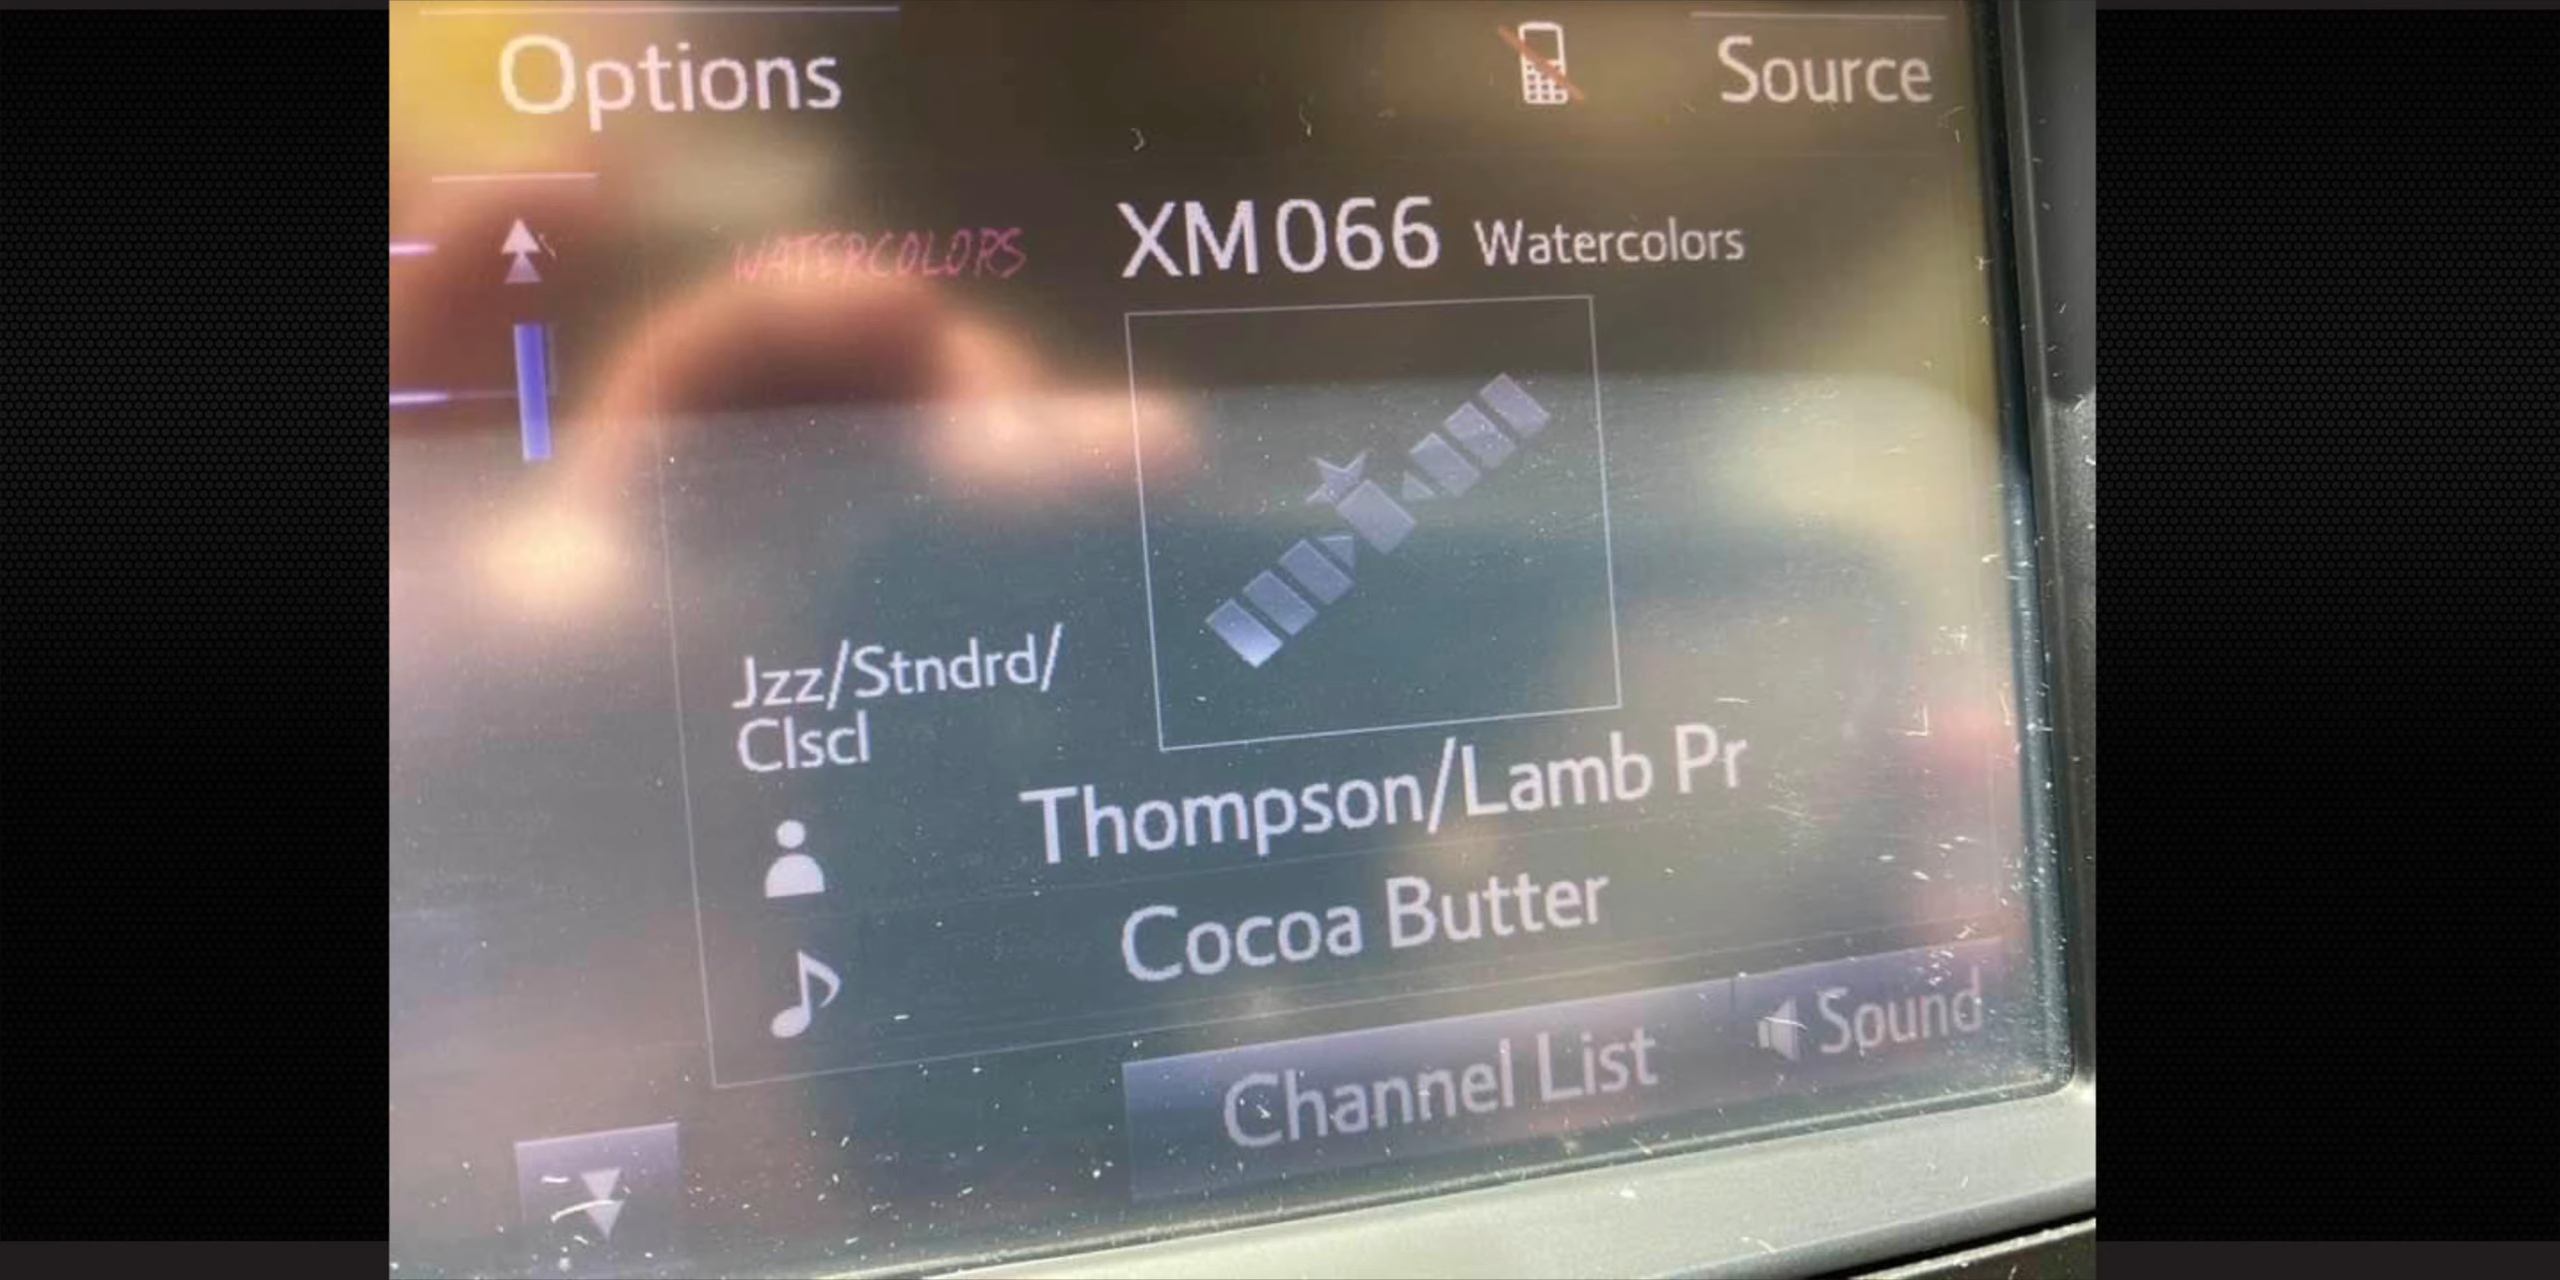 Options
Source
WATERCOLORS
XM066 Watercolors
Jzz/Stndrd/
Clscl
Thompson/Lamb Pr
Cocoa Butter
Channel List
Sound